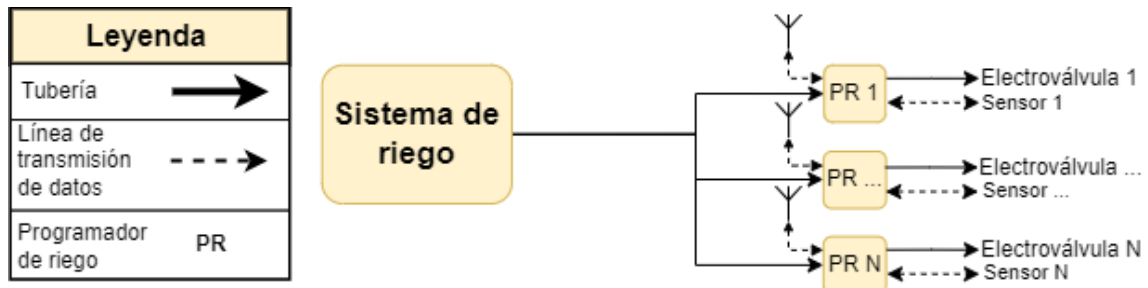 Leyenda
Tubería
Línea de
transmisión
de datos
Programador
de riego
PR
Sistema de
riego
PR 1
Electroválvula 1
Sensor 1
PR ...
Electroválvula ...
Sensor ...
PR N
Electroválvula N
Sensor N